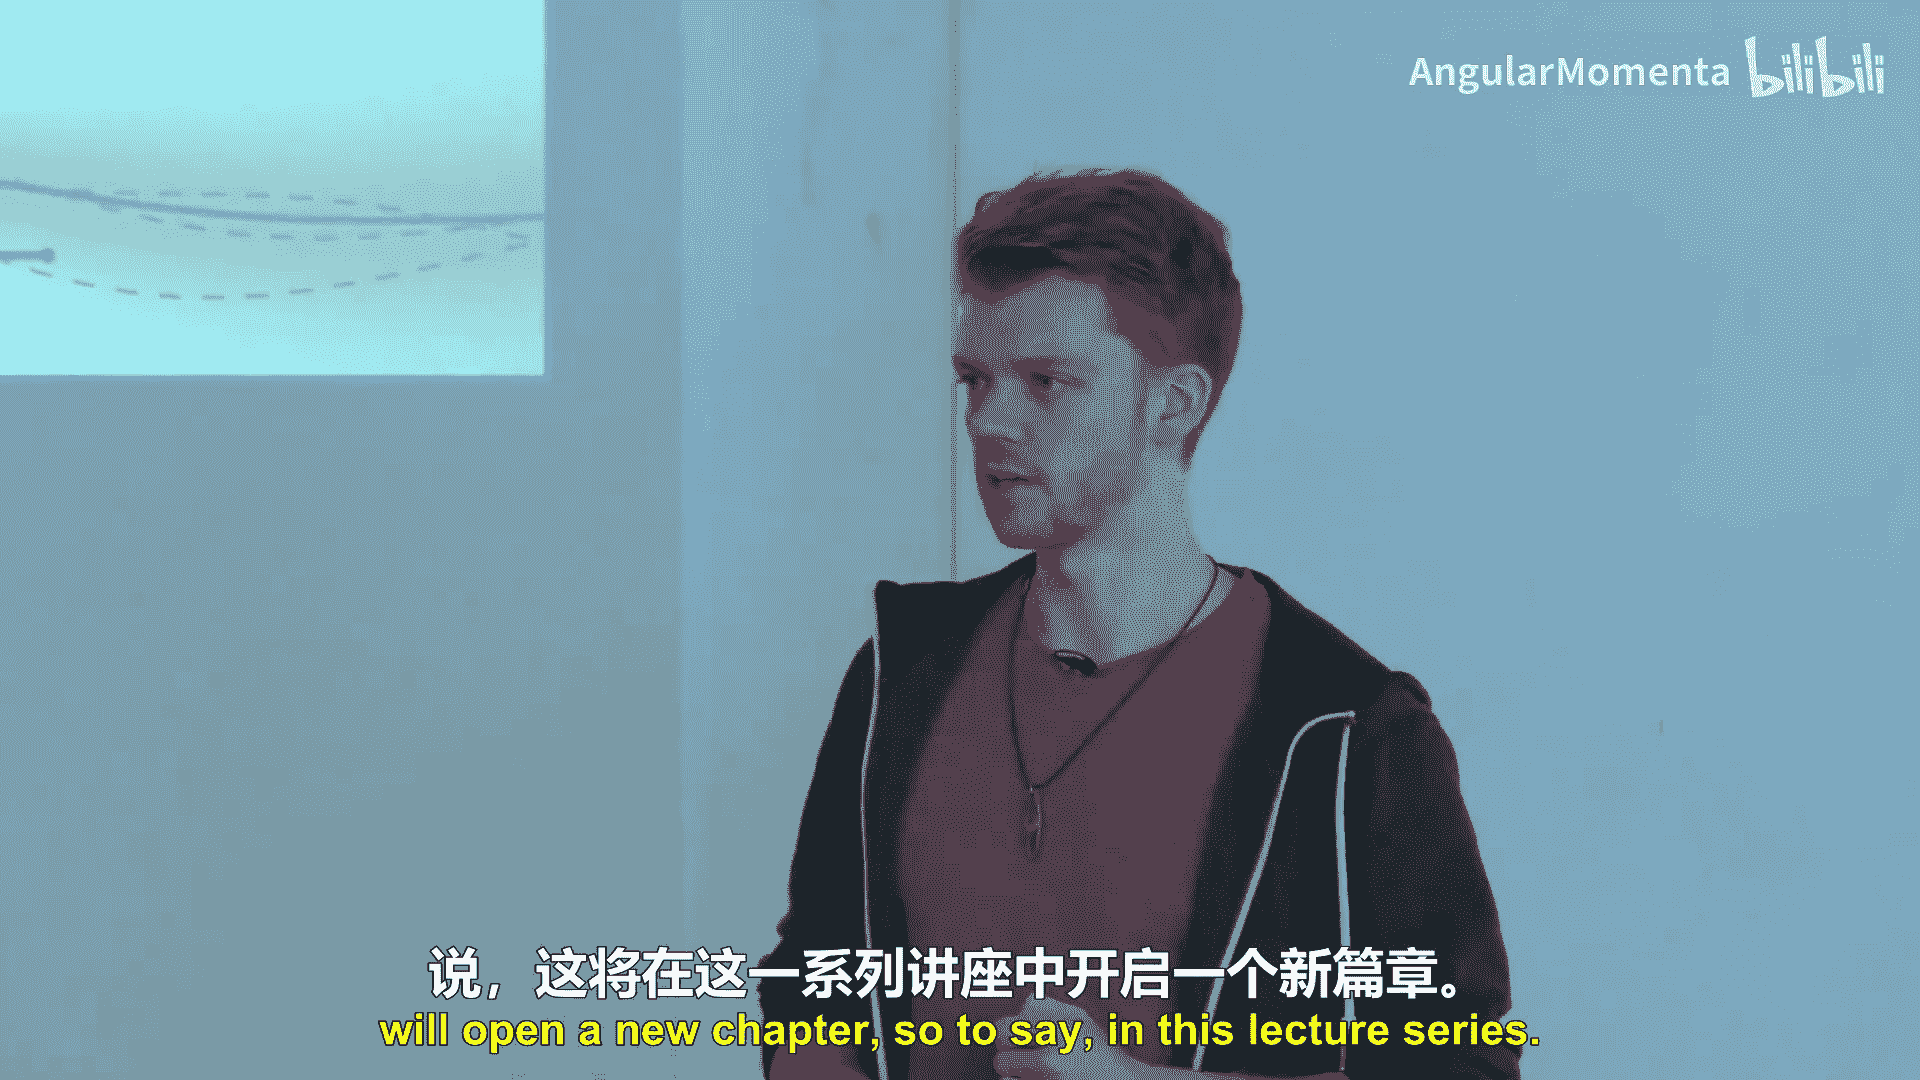 AngularMomenta bilibili
说，这将在这一系列讲座中开启一个新篇章。
will open a new chapter, so to say, in this lecture series.